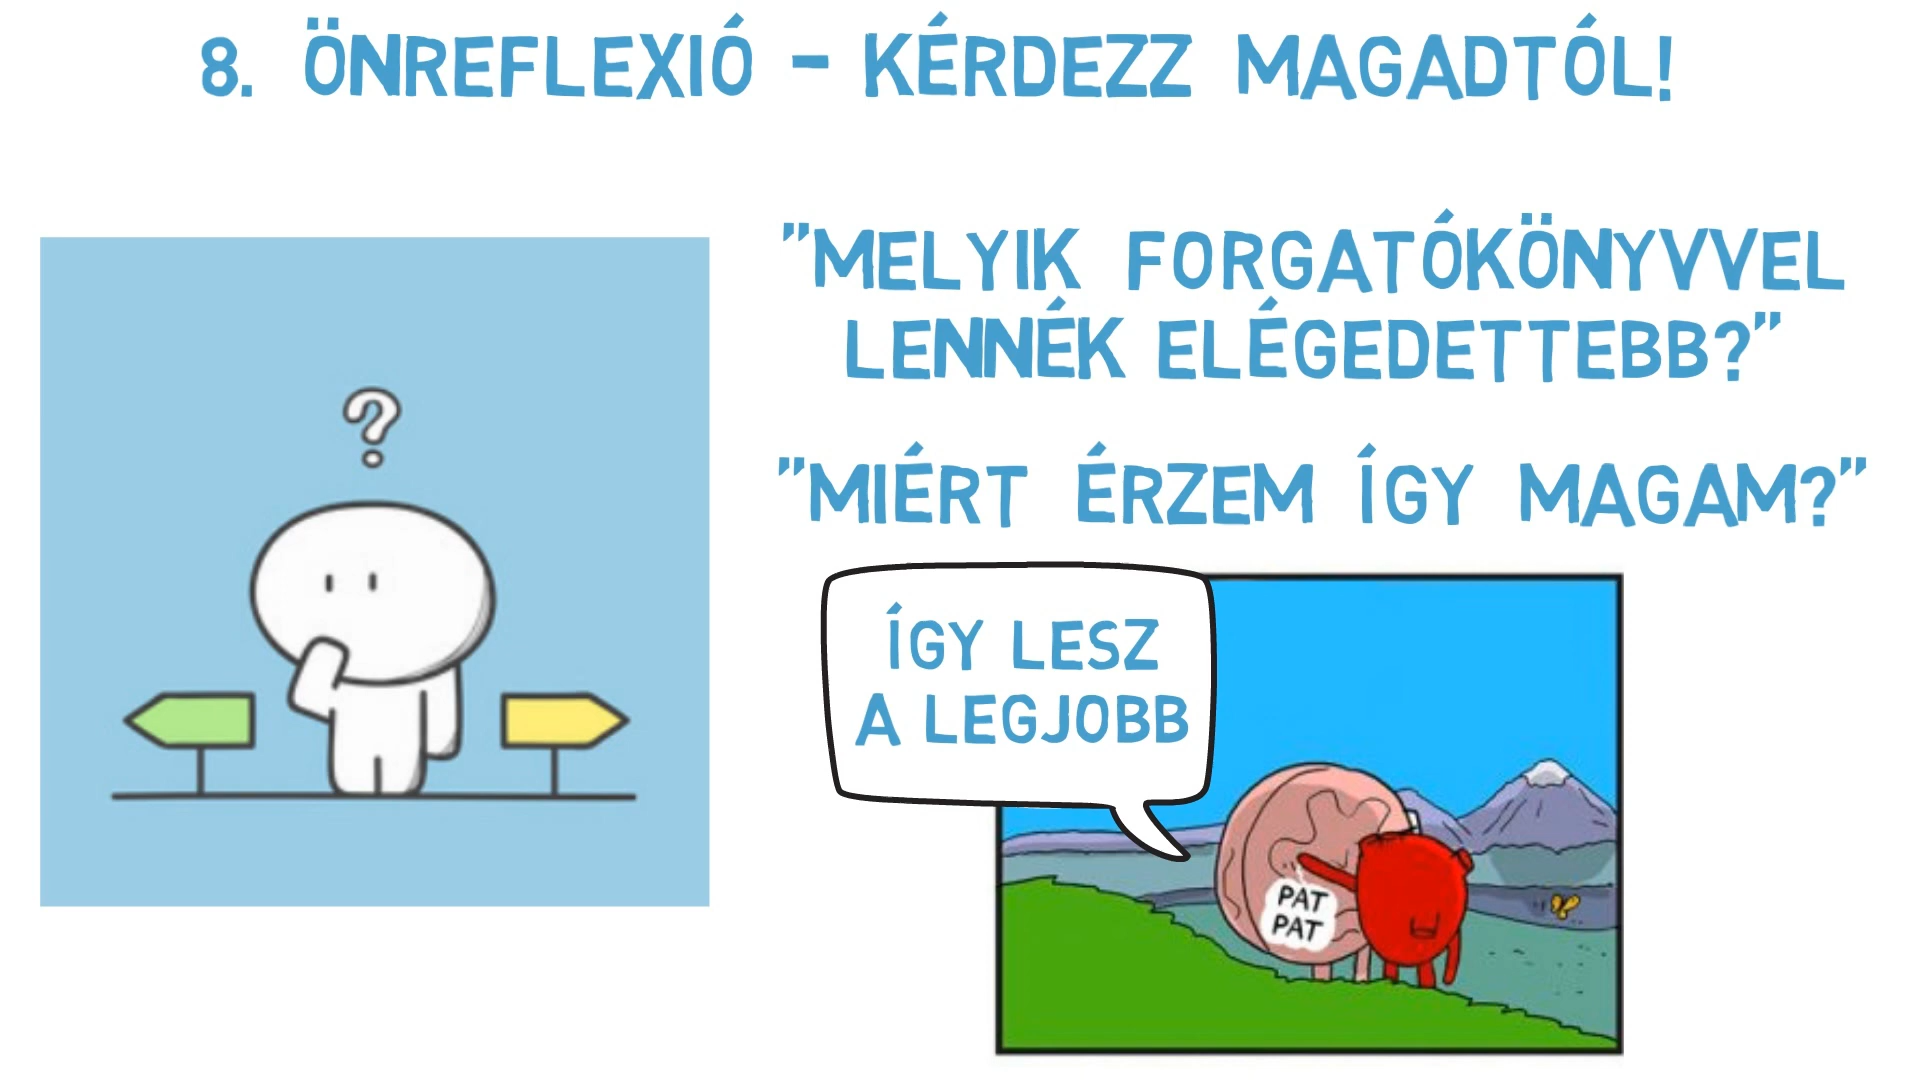 8. ÖNREFLEXIÓ - KÉRDEZZ MAGADTÓL!
"MELYIK FORGATÓKÖNYVVEL
LENNÉK ELÉGEDETTEBB?"
"MIÉRT ÉRZEM ÍGY MAGAM?"
?
ÍGY LESZ
A LEGJOBB
PAT
PAT